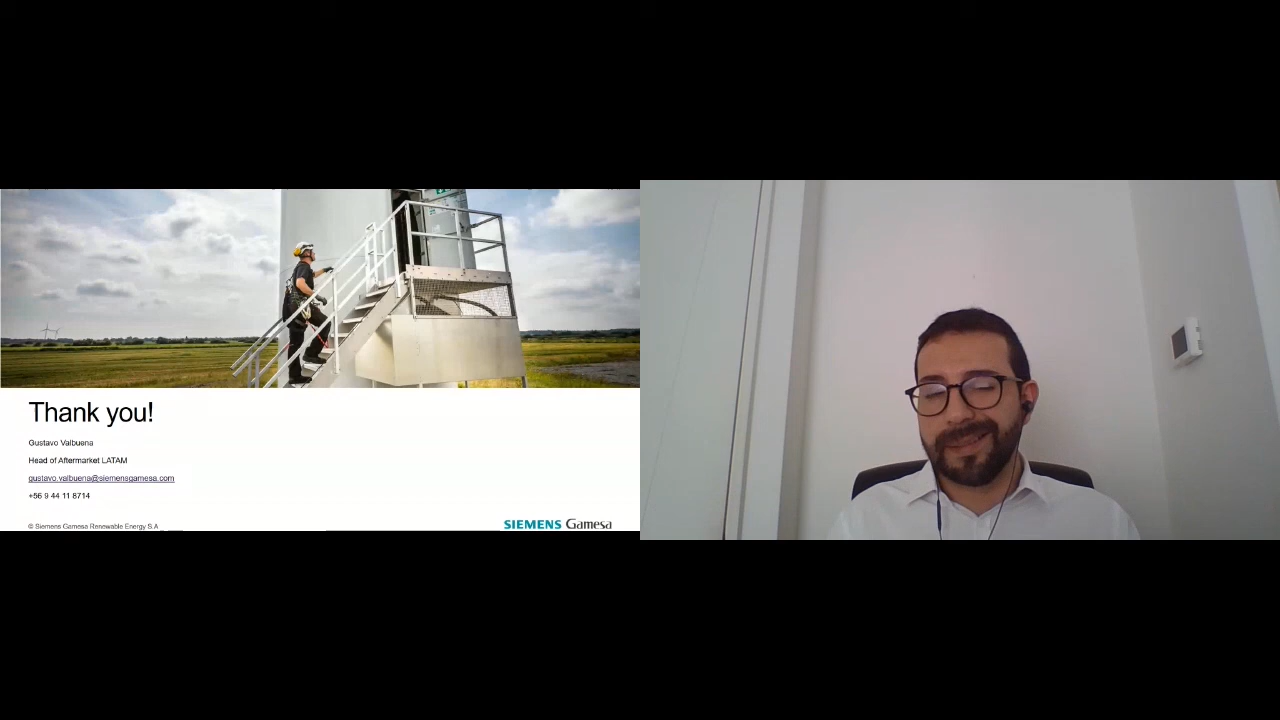 Thank you!
Gustavo Valbuena
Head of Aftermarket LATAM
gustavo.valbuena@siemensgamesa.com
+56 9 44 11 8714
© Siemens Gamesa Renewable Energy S.A
SIEMENS Gamesa